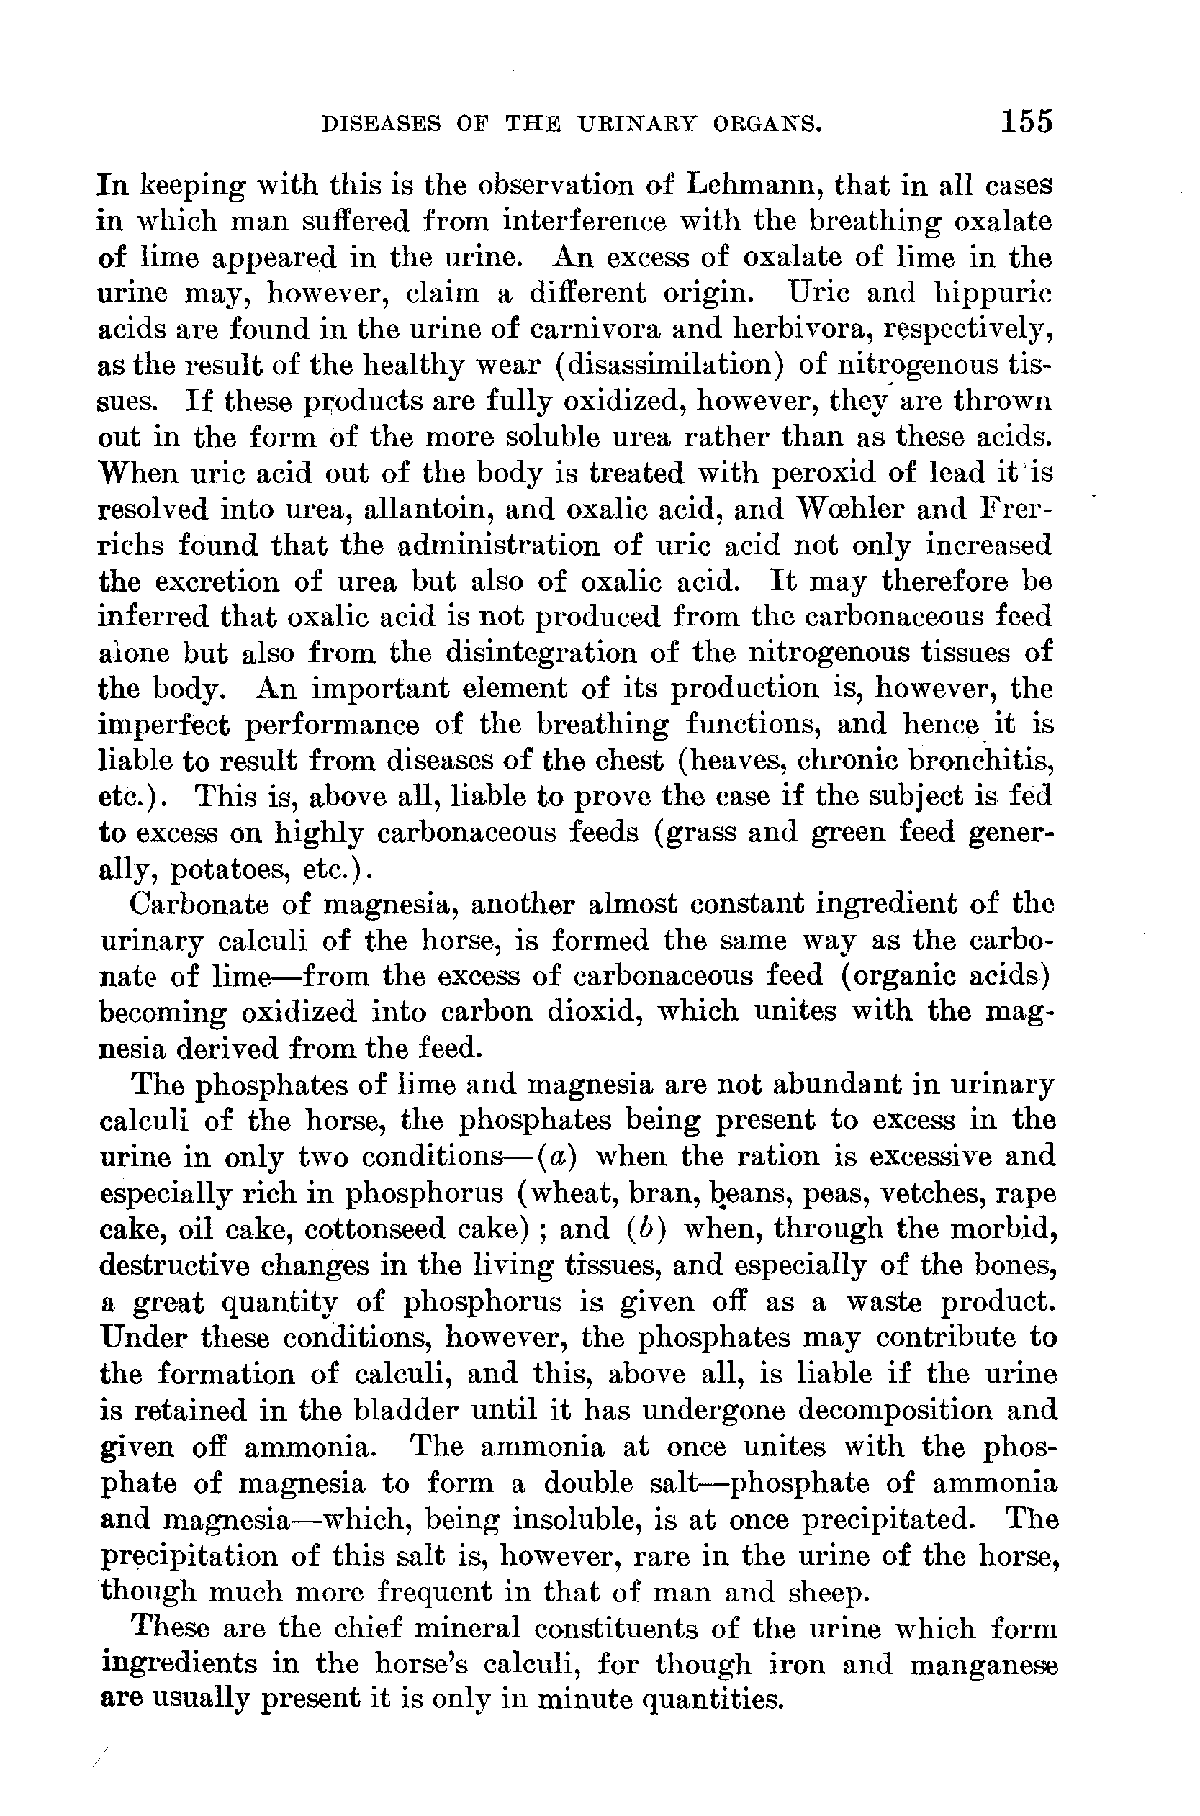 DISEASES OF THE URINARY ORGANS. 155
In keeping with this is the observation of Lehmann, that in all cases
in which man suffered from interference with the breathing oxalate
of lime appeared in the urine. An excess of oxalate of lime in the
urine may, however, claim a different origin. Uric and hippuric
acids are found in the urine of carnivora and herbivora, respectively,
as the result of the healthy wear (disassimilation) of nitrogenous tis-
sues. If these products are fully oxidized, however, they are thrown
out in the form of the more soluble urea rather than as these acids.
When uric acid out of the body is treated with peroxid of lead it is
resolved into urea, allantoin, and oxalic acid, and Wœhler and Frer-
richs found that the administration of uric acid not only increased
the excretion of urea but also of oxalic acid. It may therefore be
inferred that oxalic acid is not produced from the carbonaceous feed
alone but also from the disintegration of the nitrogenous tissues of
the body. An important element of its production is, however, the
imperfect performance of the breathing functions, and hence it is
liable to result from diseases of the chest (heaves, chronic bronchitis,
etc.). This is, above all, liable to prove the case if the subject is fed
to excess on highly carbonaceous feeds (grass and green feed gener-
ally, potatoes, etc.).
Carbonate of magnesia, another almost constant ingredient of the
urinary calculi of the horse, is formed the same way as the carbo-
nate of lime—from the excess of carbonaceous feed (organic acids)
becoming oxidized into carbon dioxid, which unites with the mag-
nesia derived from the feed.
The phosphates of lime and magnesia are not abundant in urinary
calculi of the horse, the phosphates being present to excess in the
urine in only two conditions—(a) when the ration is excessive and
especially rich in phosphorus (wheat, bran, beans, peas, vetches, rape
cake, oil cake, cottonseed cake); and (b) when, through the morbid,
destructive changes in the living tissues, and especially of the bones,
a great quantity of phosphorus is given off as a waste product.
Under these conditions, however, the phosphates may contribute to
the formation of calculi, and this, above all, is liable if the urine
is retained in the bladder until it has undergone decomposition and
given off ammonia. The ammonia at once unites with the phos-
phate of magnesia to form a double salt—phosphate of ammonia
and magnesia—which, being insoluble, is at once precipitated. The
precipitation of this salt is, however, rare in the urine of the horse,
though much more frequent in that of man and sheep.
These are the chief mineral constituents of the urine which form
ingredients in the horse's calculi, for though iron and manganese
are usually present it is only in minute quantities.